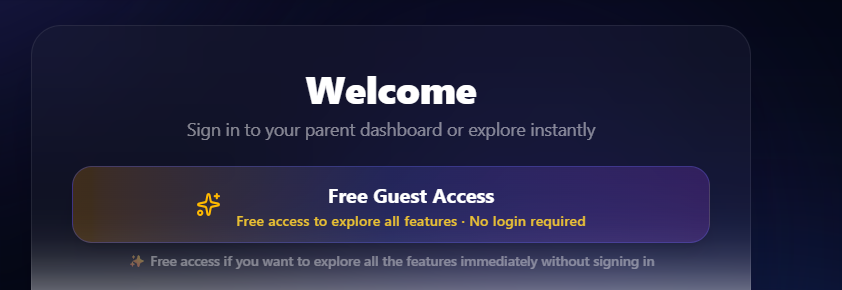 Welcome
Sign in to your parent dashboard or explore instantly
Free Guest Access
Free access to explore all features · No login required
✨ Free access if you want to explore all the features immediately without signing in